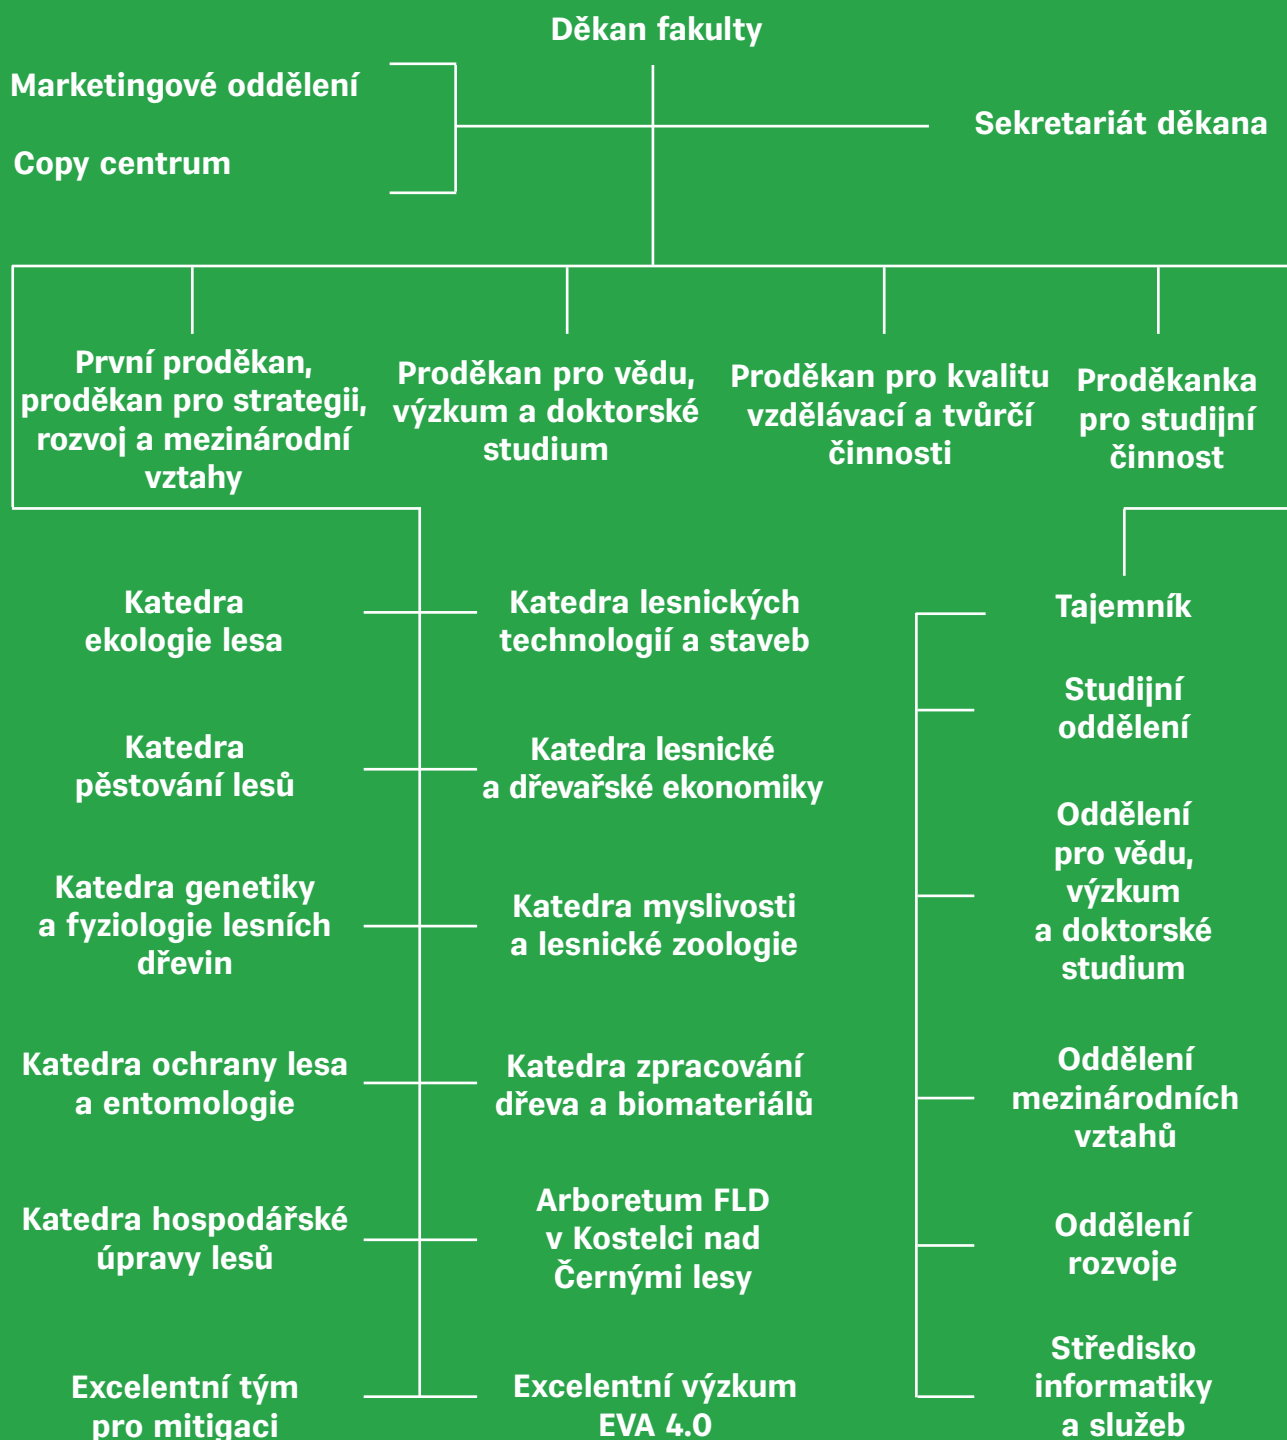 Děkan fakulty
Marketingové oddělení
Copy centrum
Sekretariát děkana
První proděkan,
proděkan pro strategii,
rozvoj a mezinárodní
vztahy
Proděkan pro vědu,
výzkum a doktorské
studium
Proděkan pro kvalitu
vzdělávací a tvůrčí
činnosti
Proděkanka
pro studijní
činnost
Katedra
ekologie lesa
Katedra lesnických
technologií a staveb
Katedra
pěstování lesů
Katedra lesnické
a dřevařské ekonomiky
Katedra genetiky
a fyziologie lesních
dřevin
Katedra myslivosti
a lesnické zoologie
Katedra ochrany lesa
a entomologie
Katedra zpracování
dřeva a biomateriálů
Katedra hospodářské
úpravy lesů
Arboretum FLD
v Kostelci nad
Černými lesy
Excelentní tým
pro mitigaci
Excelentní výzkum
EVA 4.0
Tajemník
Studijní
oddělení
Oddělení
pro vědu,
výzkum
a doktorské
studium
Oddělení
mezinárodních
vztahů
Oddělení
rozvoje
Středisko
informatiky
a služeb